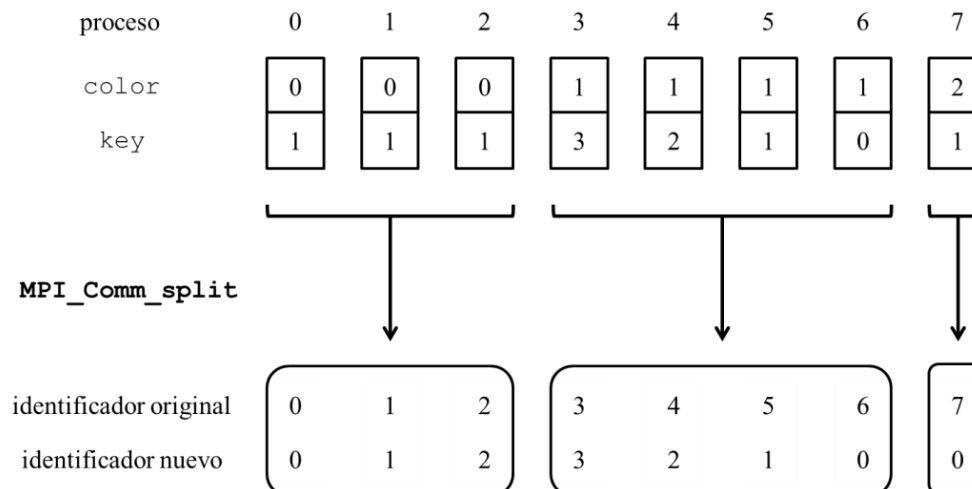 proceso 0 1 2 3 4 5 6 7
color 0 0 0 1 1 1 1 2
key 1 1 1 3 2 1 0 1
MPI_Comm_split
identificador original 0 1 2 3 4 5 6 7
identificador nuevo 0 1 2 3 2 1 0 0